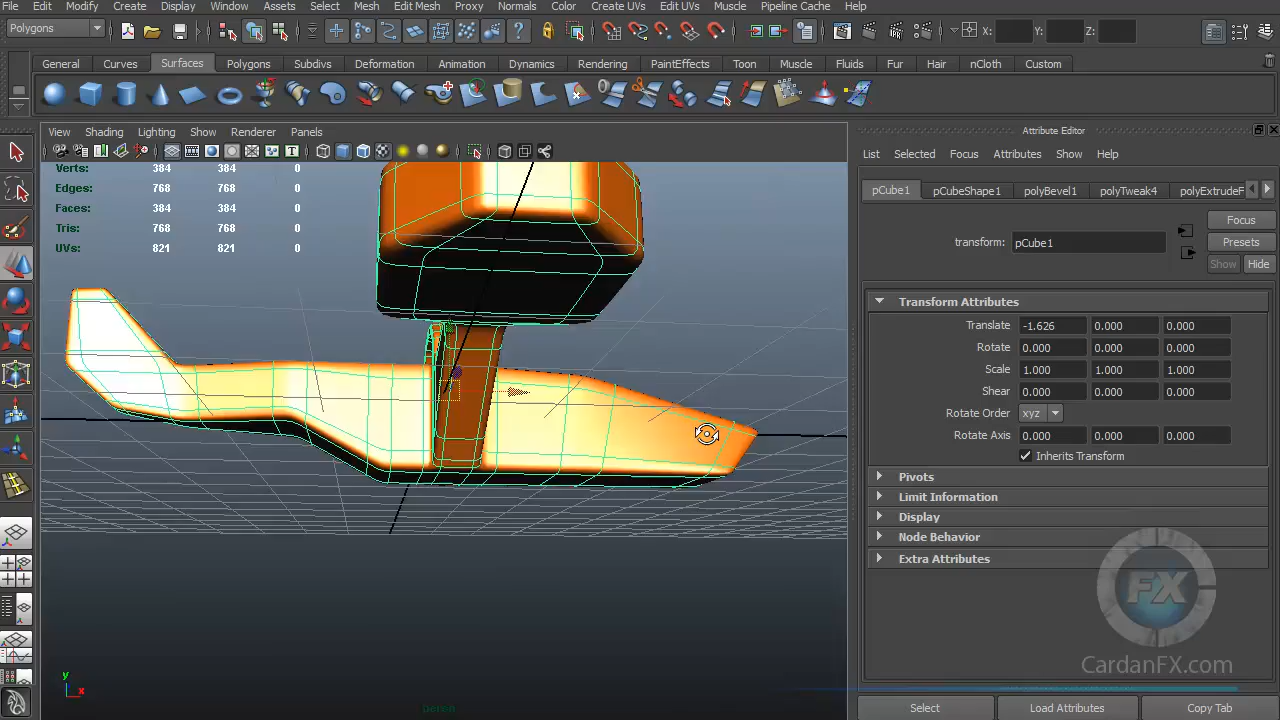 File Edit Modify Create Display Window Assets Select Mesh Edit Mesh Proxy Normals Color Create UVs Edit UVs Muscle Pipeline Cache Help
Polygons X: Y: Z:
General Curves Surfaces Polygons Subdivs Deformation Animation Dynamics Rendering PaintEffects Toon Muscle Fluids Fur Hair nCloth Custom
View Shading Lighting Show Renderer Panels
Verts: 384 384 0
Edges: 768 768 0
Faces: 384 384 0
Tris: 768 768 0
UVs: 821 821 0
y
x
Attribute Editor
List Selected Focus Attributes Show Help
pCube1 pCubeShape1 polyBevel1 polyTweak4 polyExtrudeF
Focus
transform: pCube1
Presets
Show Hide
Transform Attributes
Translate -1.626 0.000 0.000
Rotate 0.000 0.000 0.000
Scale 1.000 1.000 1.000
Shear 0.000 0.000 0.000
Rotate Order xyz
Rotate Axis 0.000 0.000 0.000
Inherits Transform
Pivots
Limit Information
Display
Node Behavior
Extra Attributes
FX
CardanFX.com
Select Load Attributes Copy Tab